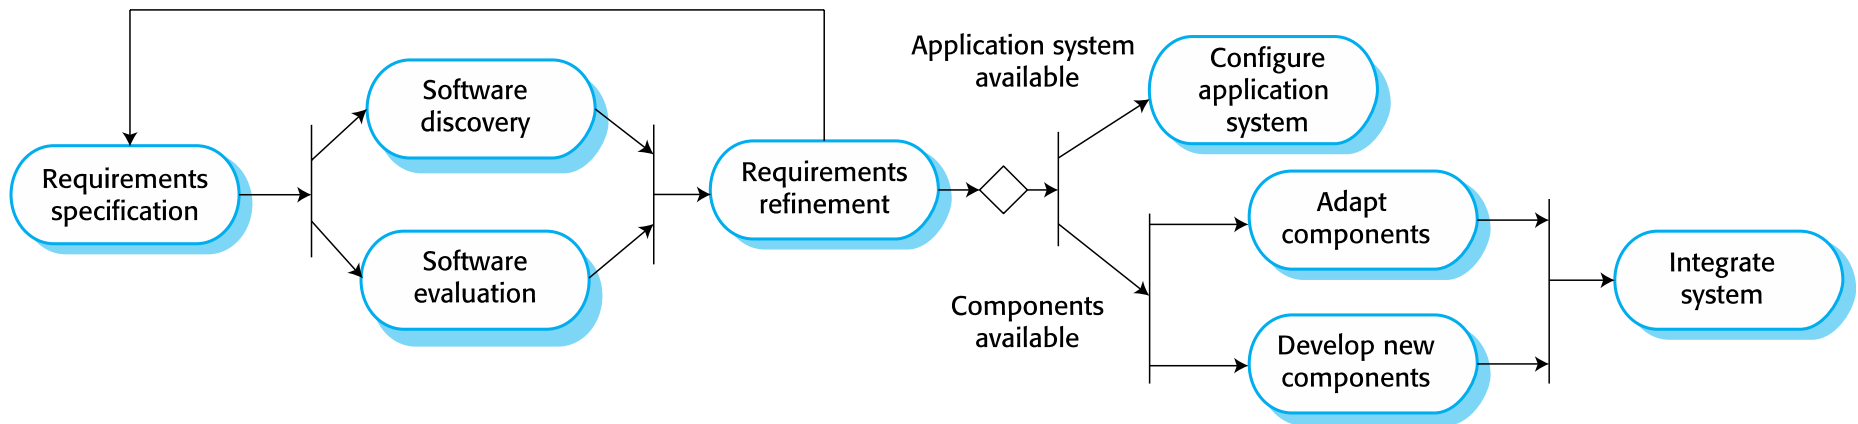 Requirements
specification
Software
discovery
Software
evaluation
Requirements
refinement
Application system
available
Configure
application
system
Components
available
Adapt
components
Develop new
components
Integrate
system